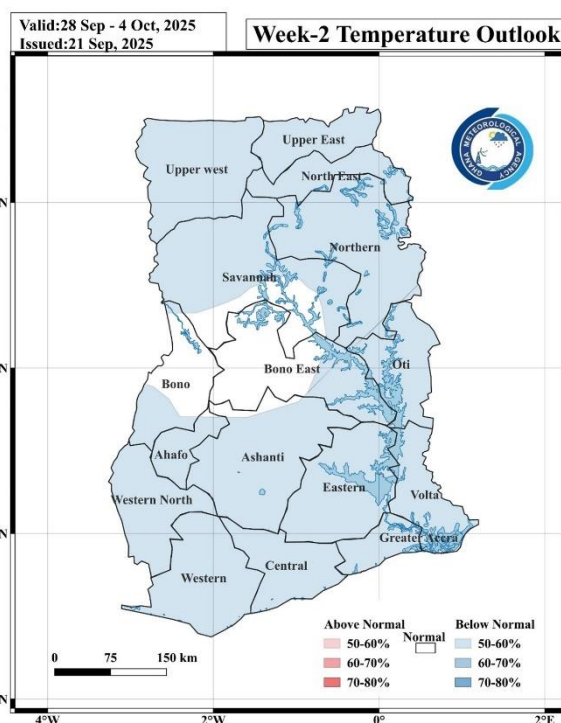 Valid:28 Sep - 4 Oct, 2025
Issued:21 Sep, 2025
Week-2 Temperature Outlook
GHANA METEOROLOGICAL AGENCY
Upper East
Upper west
North East
Northern
Savannah
Oti
Bono East
Bono
Ahafo
Ashanti
Eastern
Western North
Volta
Greater Accra
Central
Western
Above Normal
Normal
Below Normal
50-60%
50-60%
60-70%
60-70%
70-80%
70-80%
0 75 150 km
N
N
N
N
4°W
2°W
0°
2°E